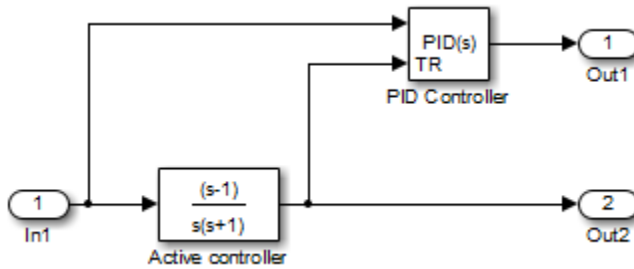 PID(s)
TR
PID Controller
1
Out1
1
In1
(s-1)
s(s+1)
Active controller
2
Out2